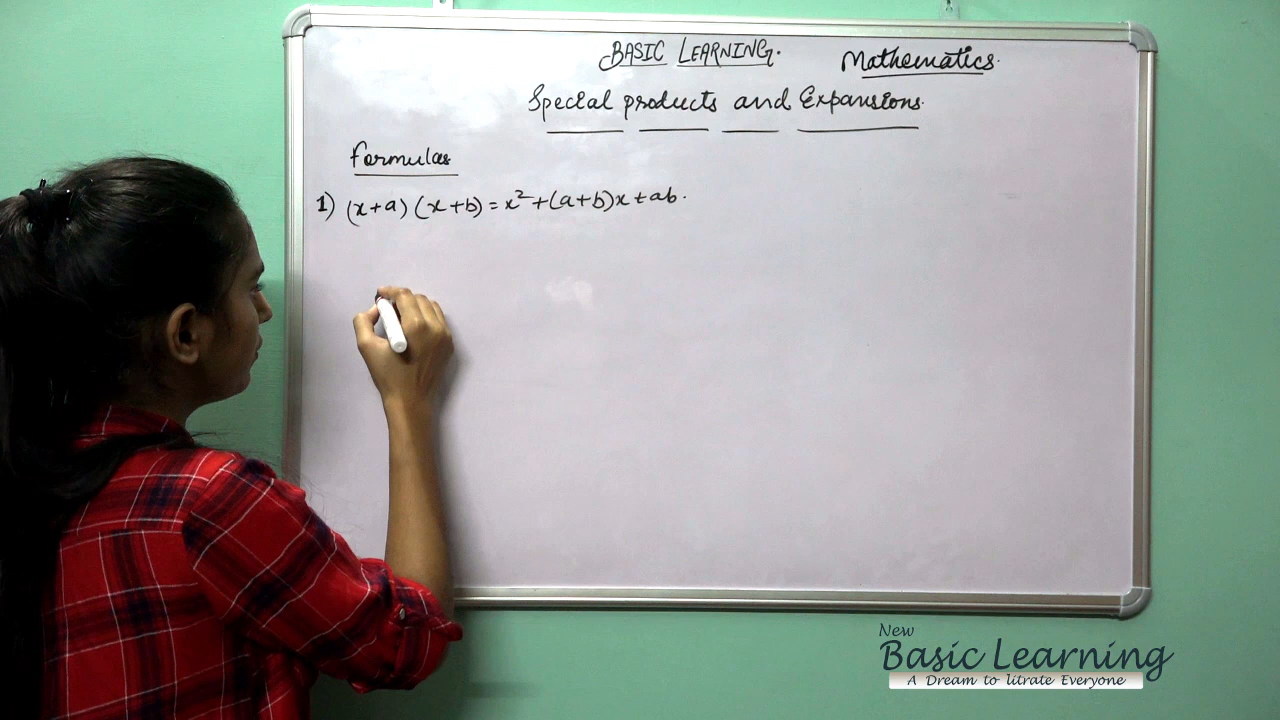 BASIC LEARNING.
Mathematics.
Special products and Expansions.
Formulas
1) (x+a) (x+b) = x²+(a+b)x+ab.
New
Basic Learning
A Dream to litrate Everyone